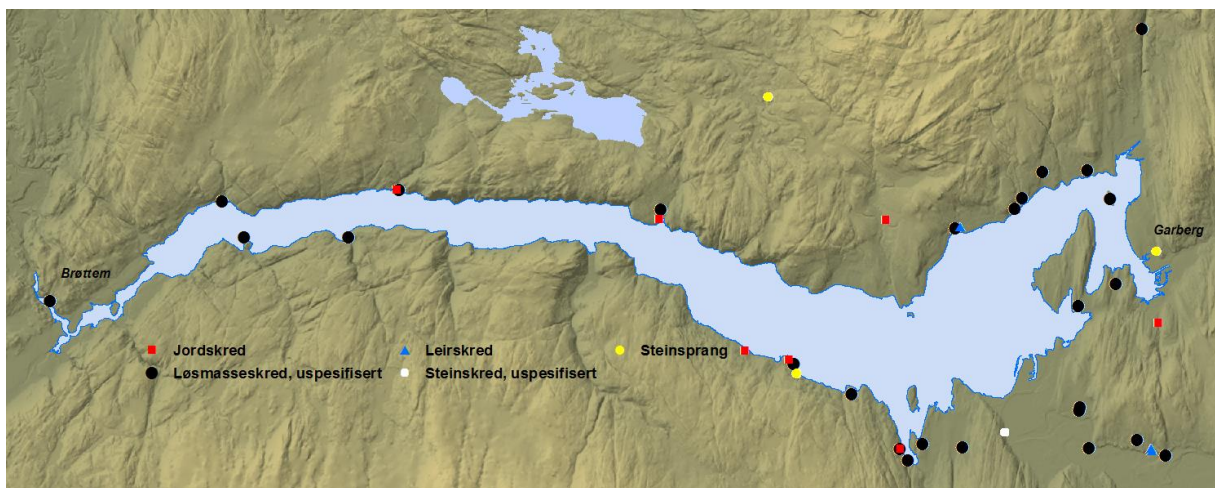 Garberg
Brøttem
Jordskred
Leirskred
Steinsprang
Løsmasseskred, uspesifisert
Steinskred, uspesifisert